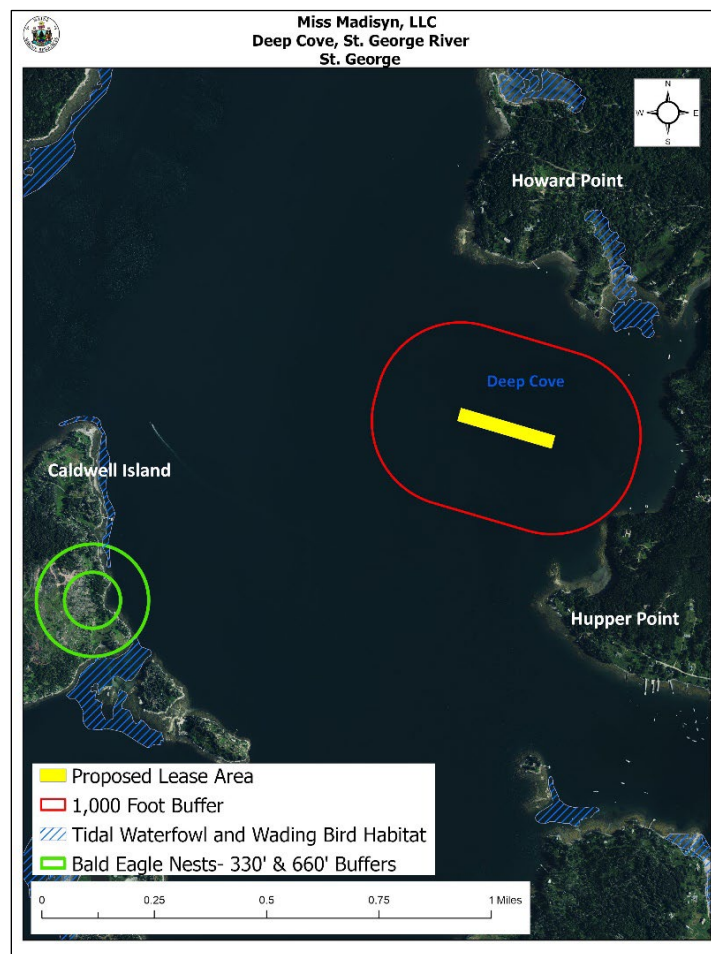 Miss Madisyn, LLC
Deep Cove, St. George River
St. George
N
W E
S
Howard Point
Deep Cove
Caldwell Island
Hupper Point
Proposed Lease Area
1,000 Foot Buffer
Tidal Waterfowl and Wading Bird Habitat
Bald Eagle Nests- 330' & 660' Buffers
0 0.25 0.5 1 Miles